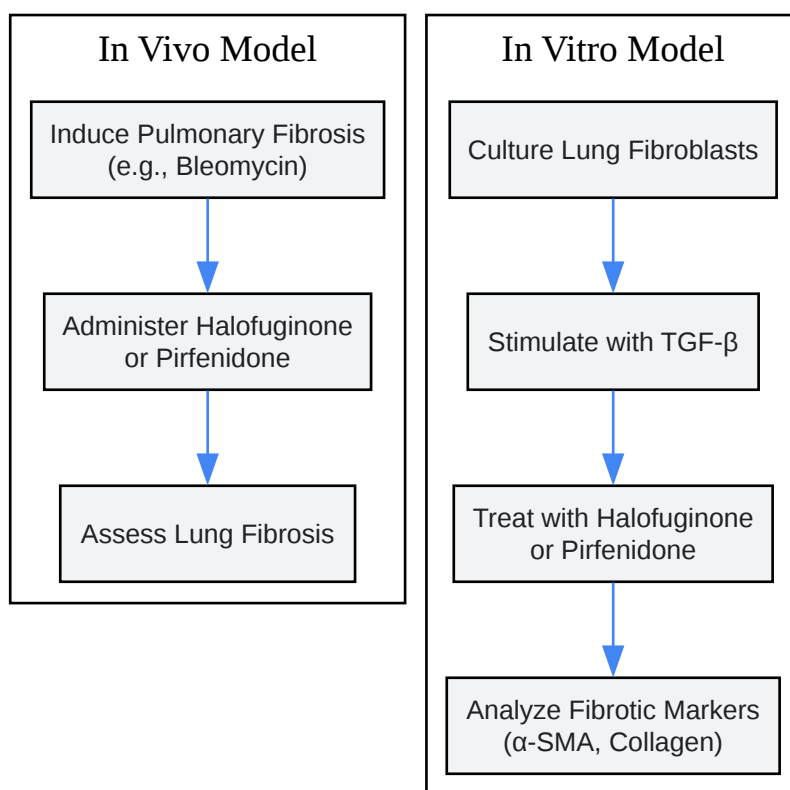 In Vivo Model
Induce Pulmonary Fibrosis
(e.g., Bleomycin)
Administer Halofuginone
or Pirfenidone
Assess Lung Fibrosis
In Vitro Model
Culture Lung Fibroblasts
Stimulate with TGF-β
Treat with Halofuginone
or Pirfenidone
Analyze Fibrotic Markers
(α-SMA, Collagen)